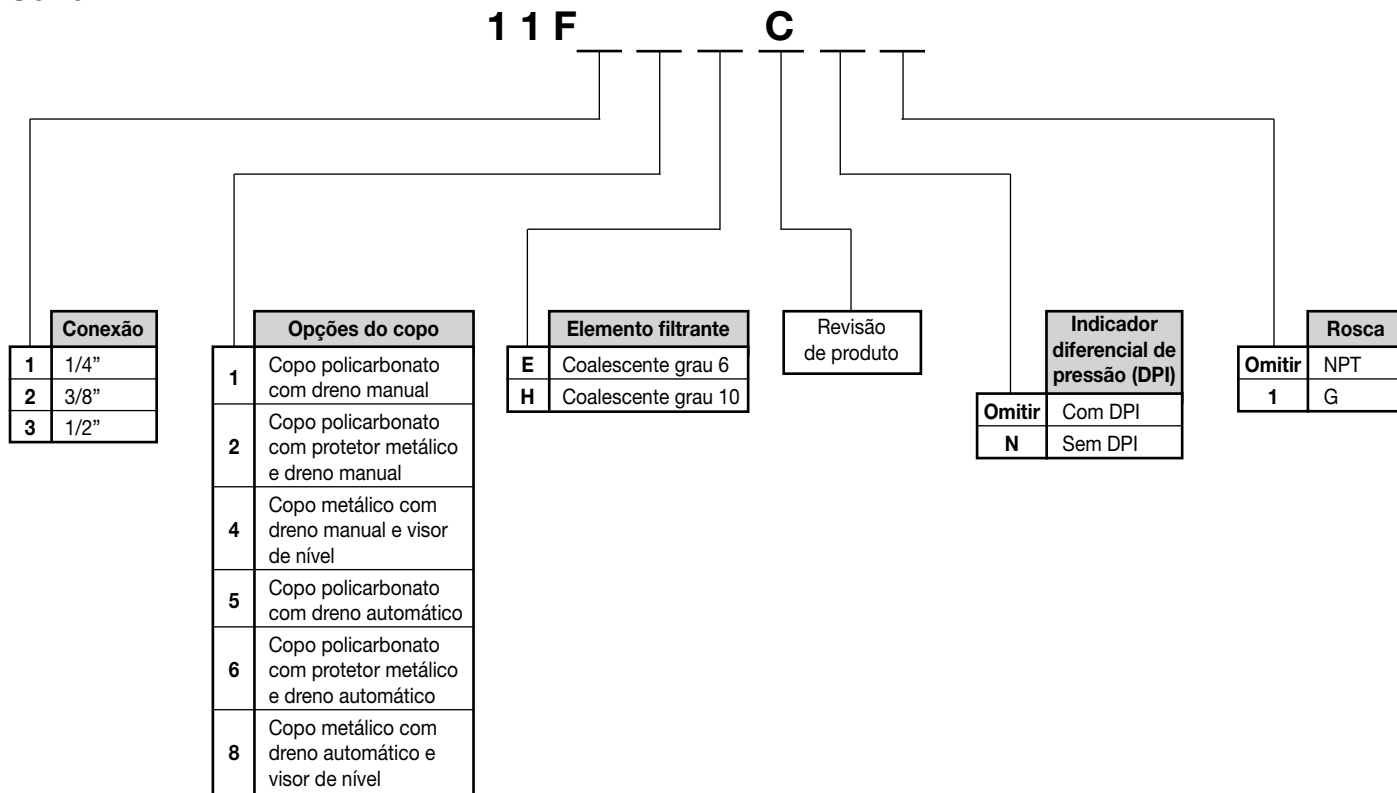 1 1 F C
Conexão
1 1/4”
2 3/8”
3 1/2”
Opções do copo
1 Copo policarbonato
com dreno manual
2 Copo policarbonato
com protetor metálico
e dreno manual
4 Copo metálico com
dreno manual e visor
de nível
5 Copo policarbonato
com dreno automático
6 Copo policarbonato
com protetor metálico
e dreno automático
8 Copo metálico com
dreno automático e
visor de nível
Elemento filtrante
E Coalescente grau 6
H Coalescente grau 10
Revisão
de produto
Indicador
diferencial de
pressão (DPI)
Omitir Com DPI
N Sem DPI
Rosca
Omitir NPT
1 G